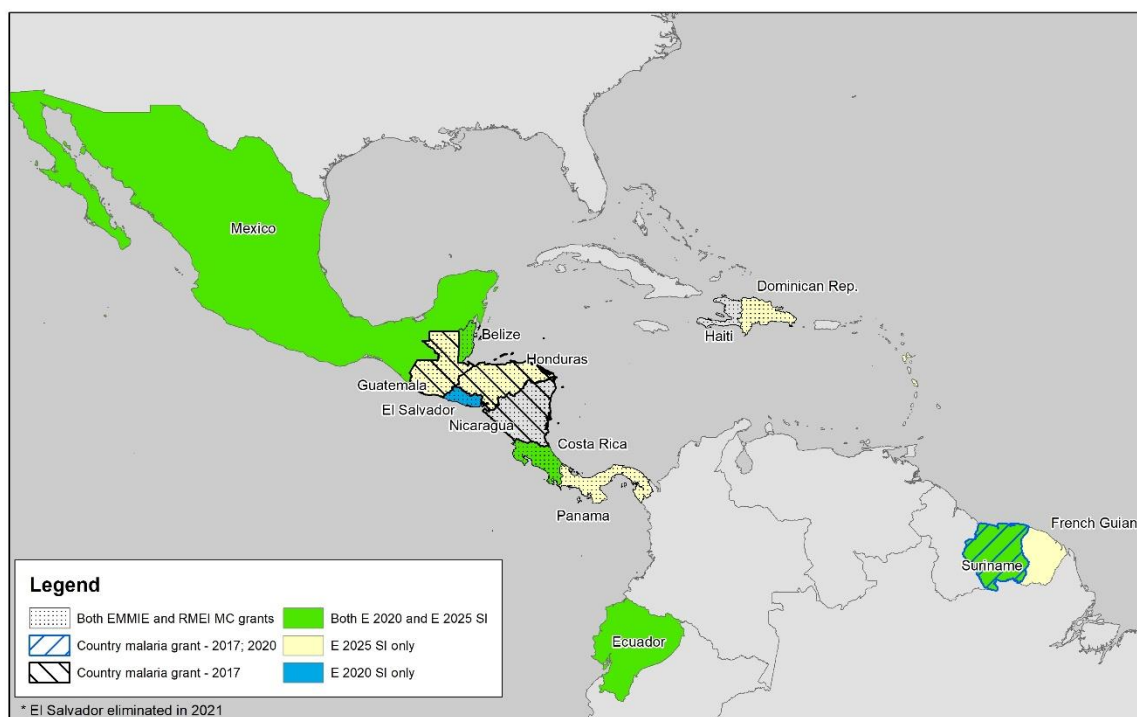 Mexico
Dominican Rep.
Haiti
Belize
Honduras
Guatemala
El Salvador
Nicaragua
Costa Rica
Panama
French Guian
Suriname
Ecuador
Legend
Both EMMIE and RMEI MC grants
Both E 2020 and E 2025 SI
Country malaria grant - 2017; 2020
E 2025 SI only
Country malaria grant - 2017
E 2020 SI only
* El Salvador eliminated in 2021